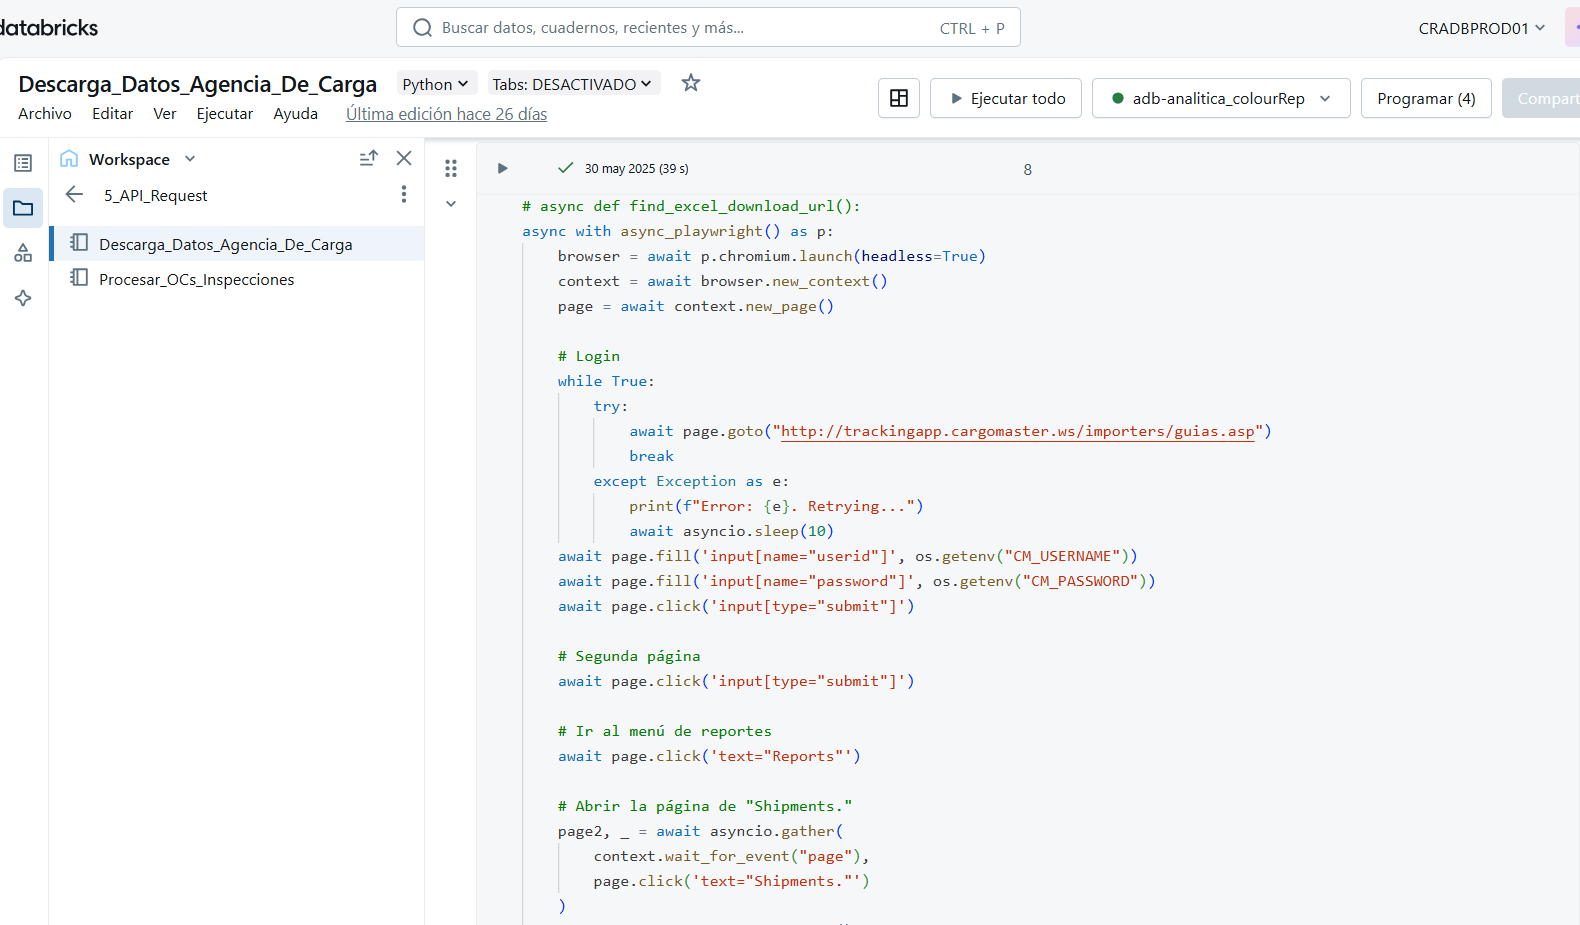 databricks
Buscar datos, cuadernos, recientes y más...
CTRL + P
CRADBPROD01
Descarga_Datos_Agencia_De_Carga
Python
Tabs: DESACTIVADO
Archivo Editar Ver Ejecutar Ayuda Última edición hace 26 días
Ejecutar todo
adb-analitica_colourRep
Programar (4)
Compart
Workspace
5_API_Request
Descarga_Datos_Agencia_De_Carga
Procesar_OCs_Inspecciones
30 may 2025 (39 s)
8
# async def find_excel_download_url():
async with async_playwright() as p:
    browser = await p.chromium.launch(headless=True)
    context = await browser.new_context()
    page = await context.new_page()

    # Login
    while True:
        try:
            await page.goto("http://trackingapp.cargomaster.ws/importers/guias.asp")
            break
        except Exception as e:
            print(f"Error: {e}. Retrying...")
            await asyncio.sleep(10)
    await page.fill('input[name="userid"]', os.getenv("CM_USERNAME"))
    await page.fill('input[name="password"]', os.getenv("CM_PASSWORD"))
    await page.click('input[type="submit"]')

    # Segunda página
    await page.click('input[type="submit"]')

    # Ir al menú de reportes
    await page.click('text="Reports"')

    # Abrir la página de "Shipments."
    page2, _ = await asyncio.gather(
        context.wait_for_event("page"),
        page.click('text="Shipments."')
    )